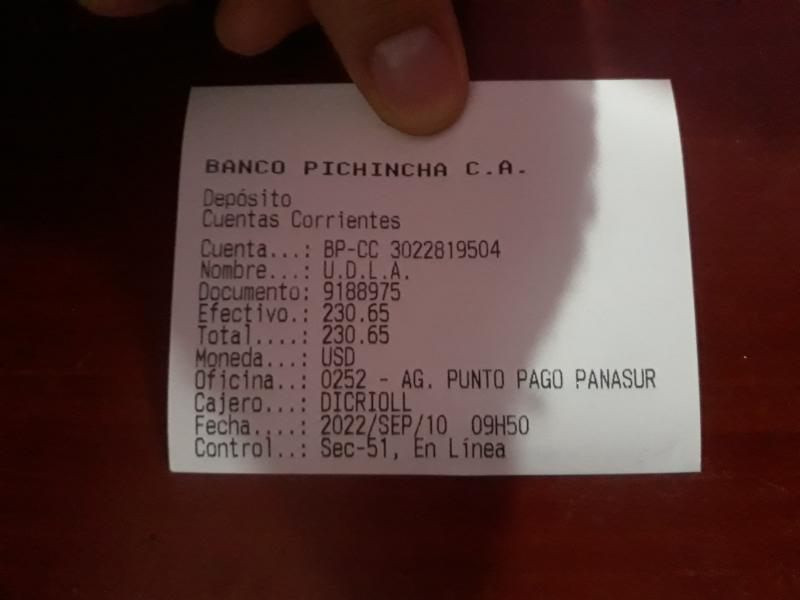 BANCO PICHINCHA C.A.
Depósito
Cuentas Corrientes
Cuenta...: BP-CC 3022819504
Nombre...: U.D.L.A.
Documento: 9188975
Efectivo.: 230.65
Total....: 230.65
Moneda...: USD
Oficina..: 0252 - AG. PUNTO PAGO PANASUR
Cajero...: DICRIOLL
Fecha....: 2022/SEP/10  09H50
Control..: Sec-51, En Línea